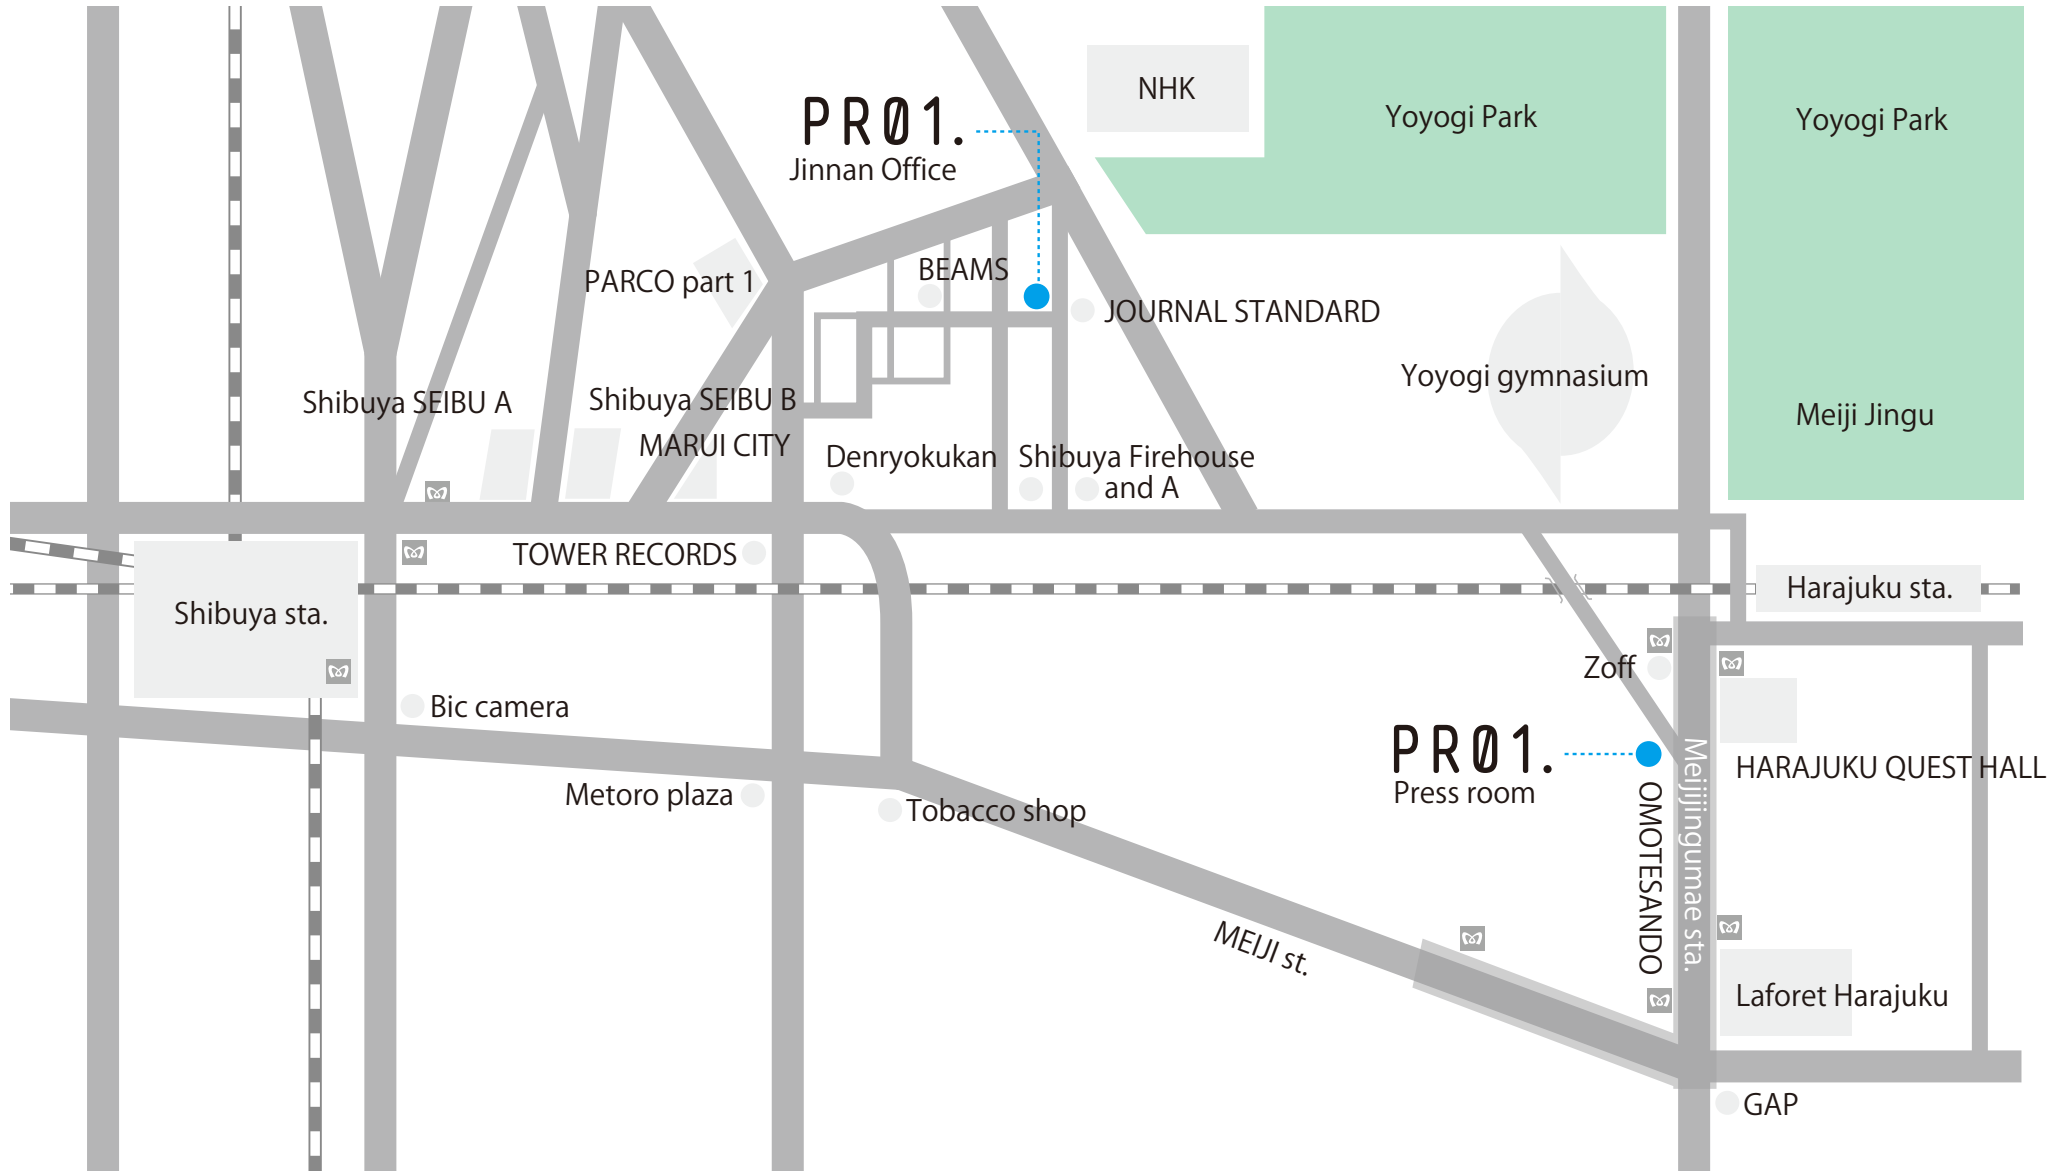 NHK
Yoyogi Park
Yoyogi Park
PR01.
Jinnan Office
PARCO part 1
BEAMS
JOURNAL STANDARD
Yoyogi gymnasium
Meiji Jingu
Shibuya SEIBU A
Shibuya SEIBU B
MARUI CITY
Denryokukan
Shibuya Firehouse
and A
TOWER RECORDS
Shibuya sta.
Harajuku sta.
Zoff
Bic camera
PR01.
Press room
HARAJUKU QUEST HALL
Metoro plaza
Tobacco shop
OMOTESANDO
Meijijingumae sta.
MEIJI st.
Laforet Harajuku
GAP